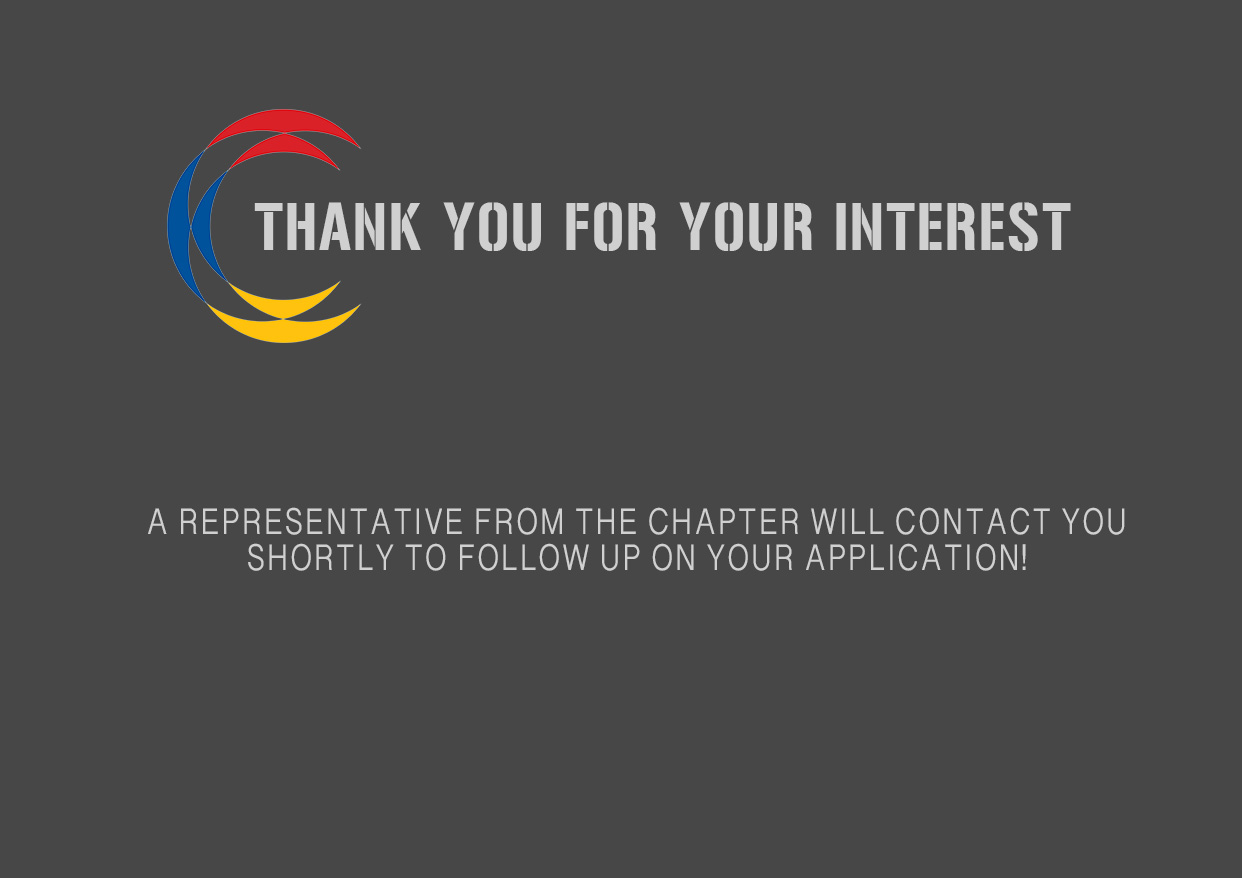 THANK YOU FOR YOUR INTEREST
A REPRESENTATIVE FROM THE CHAPTER WILL CONTACT YOU
SHORTLY TO FOLLOW UP ON YOUR APPLICATION!